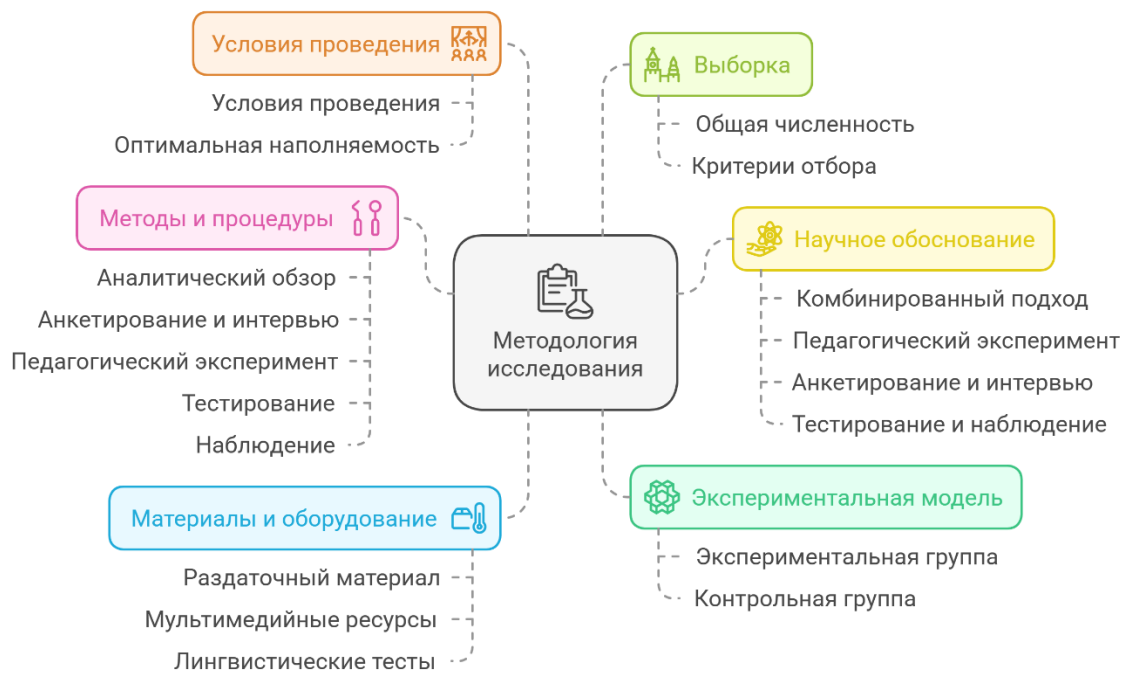 Условия проведения
Условия проведения
Оптимальная наполняемость
Методы и процедуры
Аналитический обзор
Анкетирование и интервью
Педагогический эксперимент
Тестирование
Наблюдение
Материалы и оборудование
Раздаточный материал
Мультимедийные ресурсы
Лингвистические тесты
Методология
исследования
Выборка
Общая численность
Критерии отбора
Научное обоснование
Комбинированный подход
Педагогический эксперимент
Анкетирование и интервью
Тестирование и наблюдение
Экспериментальная модель
Экспериментальная группа
Контрольная группа